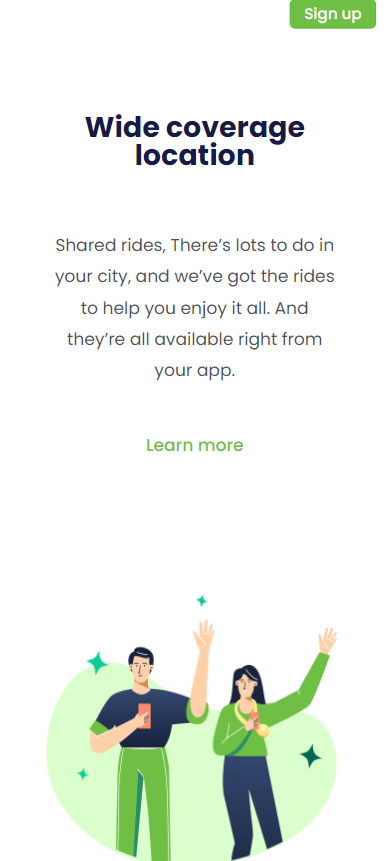 Sign up
Wide coverage
location
Shared rides, There’s lots to do in
your city, and we’ve got the rides
to help you enjoy it all. And
they’re all available right from
your app.
Learn more